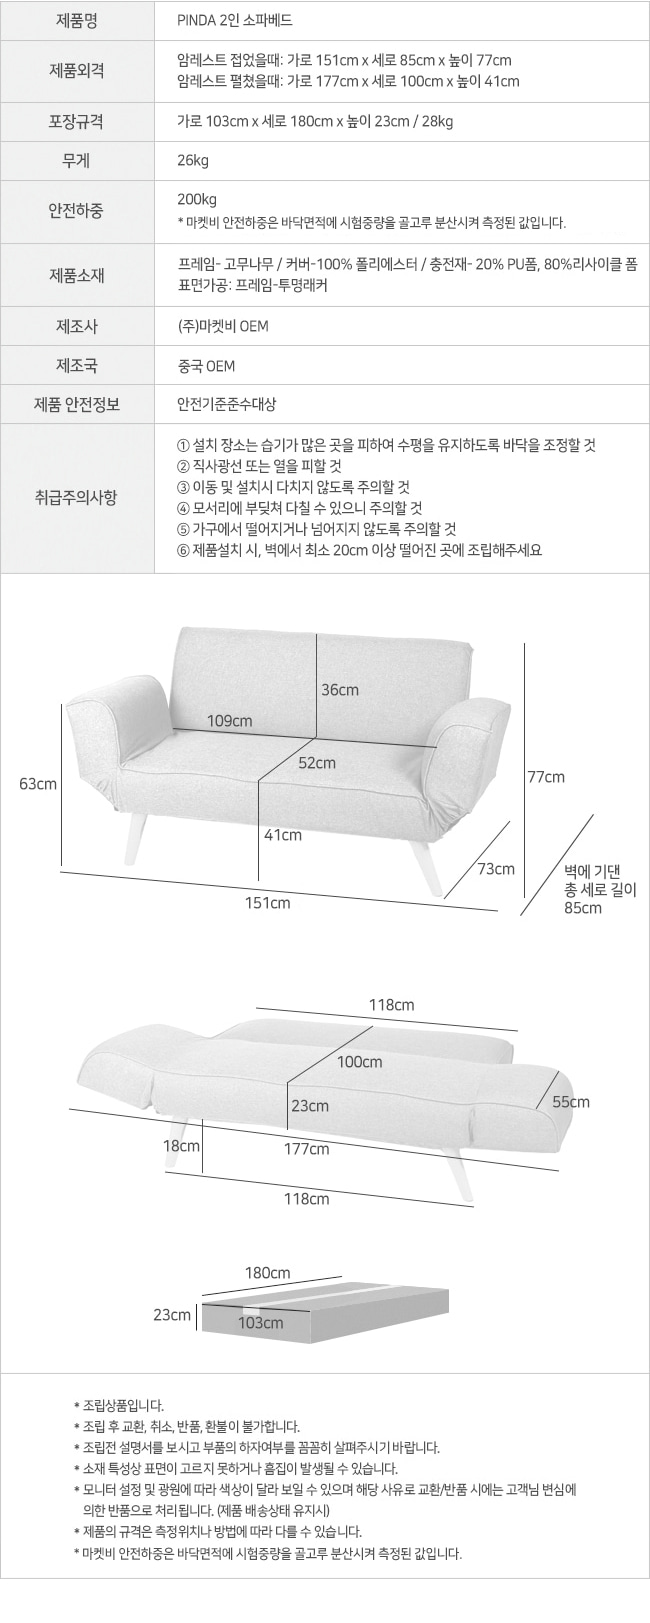 제품명
PINDA 2인 소파베드
제품외격
암레스트 접었을때: 가로 151cm x 세로 85cm x 높이 77cm
암레스트 펼쳤을때: 가로 177cm x 세로 100cm x 높이 41cm
포장규격
가로 103cm x 세로 180cm x 높이 23cm / 28kg
무게
26kg
안전하중
200kg
* 마켓비 안전하중은 바닥면적에 시험중량을 골고루 분산시켜 측정된 값입니다.
제품소재
프레임- 고무나무 / 커버-100% 폴리에스터 / 충전재- 20% PU폼, 80%리사이클 폼
표면가공: 프레임-투명래커
제조사
(주)마켓비 OEM
제조국
중국 OEM
제품 안전정보
안전기준준수대상
취급주의사항
① 설치 장소는 습기가 많은 곳을 피하여 수평을 유지하도록 바닥을 조정할 것
② 직사광선 또는 열을 피할 것
③ 이동 및 설치시 다치지 않도록 주의할 것
④ 모서리에 부딪쳐 다칠 수 있으니 주의할 것
⑤ 가구에서 떨어지거나 넘어지지 않도록 주의할 것
⑥ 제품설치 시, 벽에서 최소 20cm 이상 떨어진 곳에 조립해주세요
36cm
109cm
52cm
63cm
77cm
41cm
73cm
벽에 기댄
총 세로 길이
85cm
151cm
118cm
100cm
23cm
55cm
18cm
177cm
118cm
180cm
23cm
103cm
* 조립상품입니다.
* 조립 후 교환, 취소, 반품, 환불이 불가합니다.
* 조립전 설명서를 보시고 부품의 하자여부를 꼼꼼히 살펴주시기 바랍니다.
* 소재 특성상 표면이 고르지 못하거나 흠집이 발생될 수 있습니다.
* 모니터 설정 및 광원에 따라 색상이 달라 보일 수 있으며 해당 사유로 교환/반품 시에는 고객님 변심에
의한 반품으로 처리됩니다. (제품 배송상태 유지시)
* 제품의 규격은 측정위치나 방법에 따라 다를 수 있습니다.
* 마켓비 안전하중은 바닥면적에 시험중량을 골고루 분산시켜 측정된 값입니다.